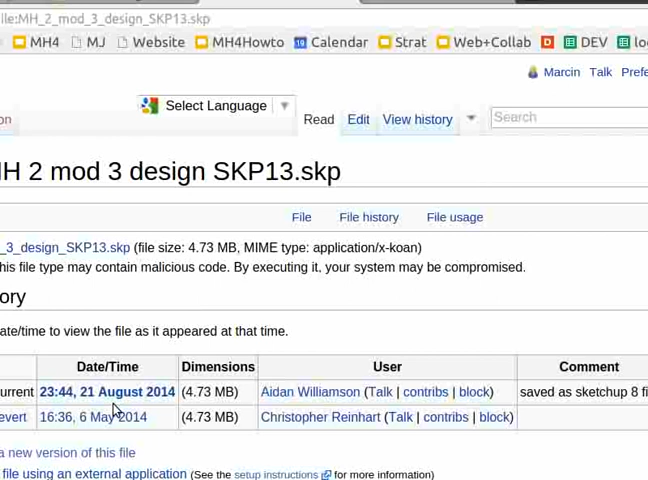 ile:MH_2_mod_3_design_SKP13.skp
MH4 MJ Website MH4Howto Calendar Strat Web+Collab D DEV lo
Marcin Talk Prefe
Select Language
on Read Edit View history Search
H 2 mod 3 design SKP13.skp
File File history File usage
_3_design_SKP13.skp (file size: 4.73 MB, MIME type: application/x-koan)
his file type may contain malicious code. By executing it, your system may be compromised.
ory
ate/time to view the file as it appeared at that time.
Date/Time Dimensions User Comment
urrent 23:44, 21 August 2014 (4.73 MB) Aidan Williamson (Talk | contribs | block) saved as sketchup 8 fi
evert 16:36, 6 May 2014 (4.73 MB) Christopher Reinhart (Talk | contribs | block)
a new version of this file
file using an external application (See the setup instructions for more information)